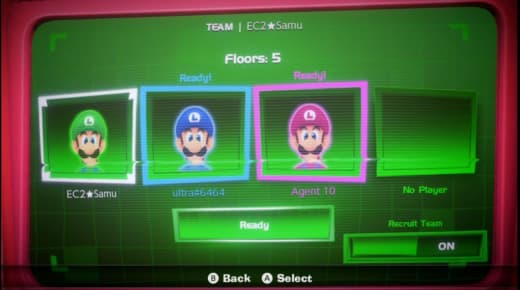 TEAM | EC2★Samu
Floors: 5
Ready! Ready!
L L L
EC2★Samu ultra#6464 Agent 10 No Player
Ready
Recruit Team
ON
B Back A Select